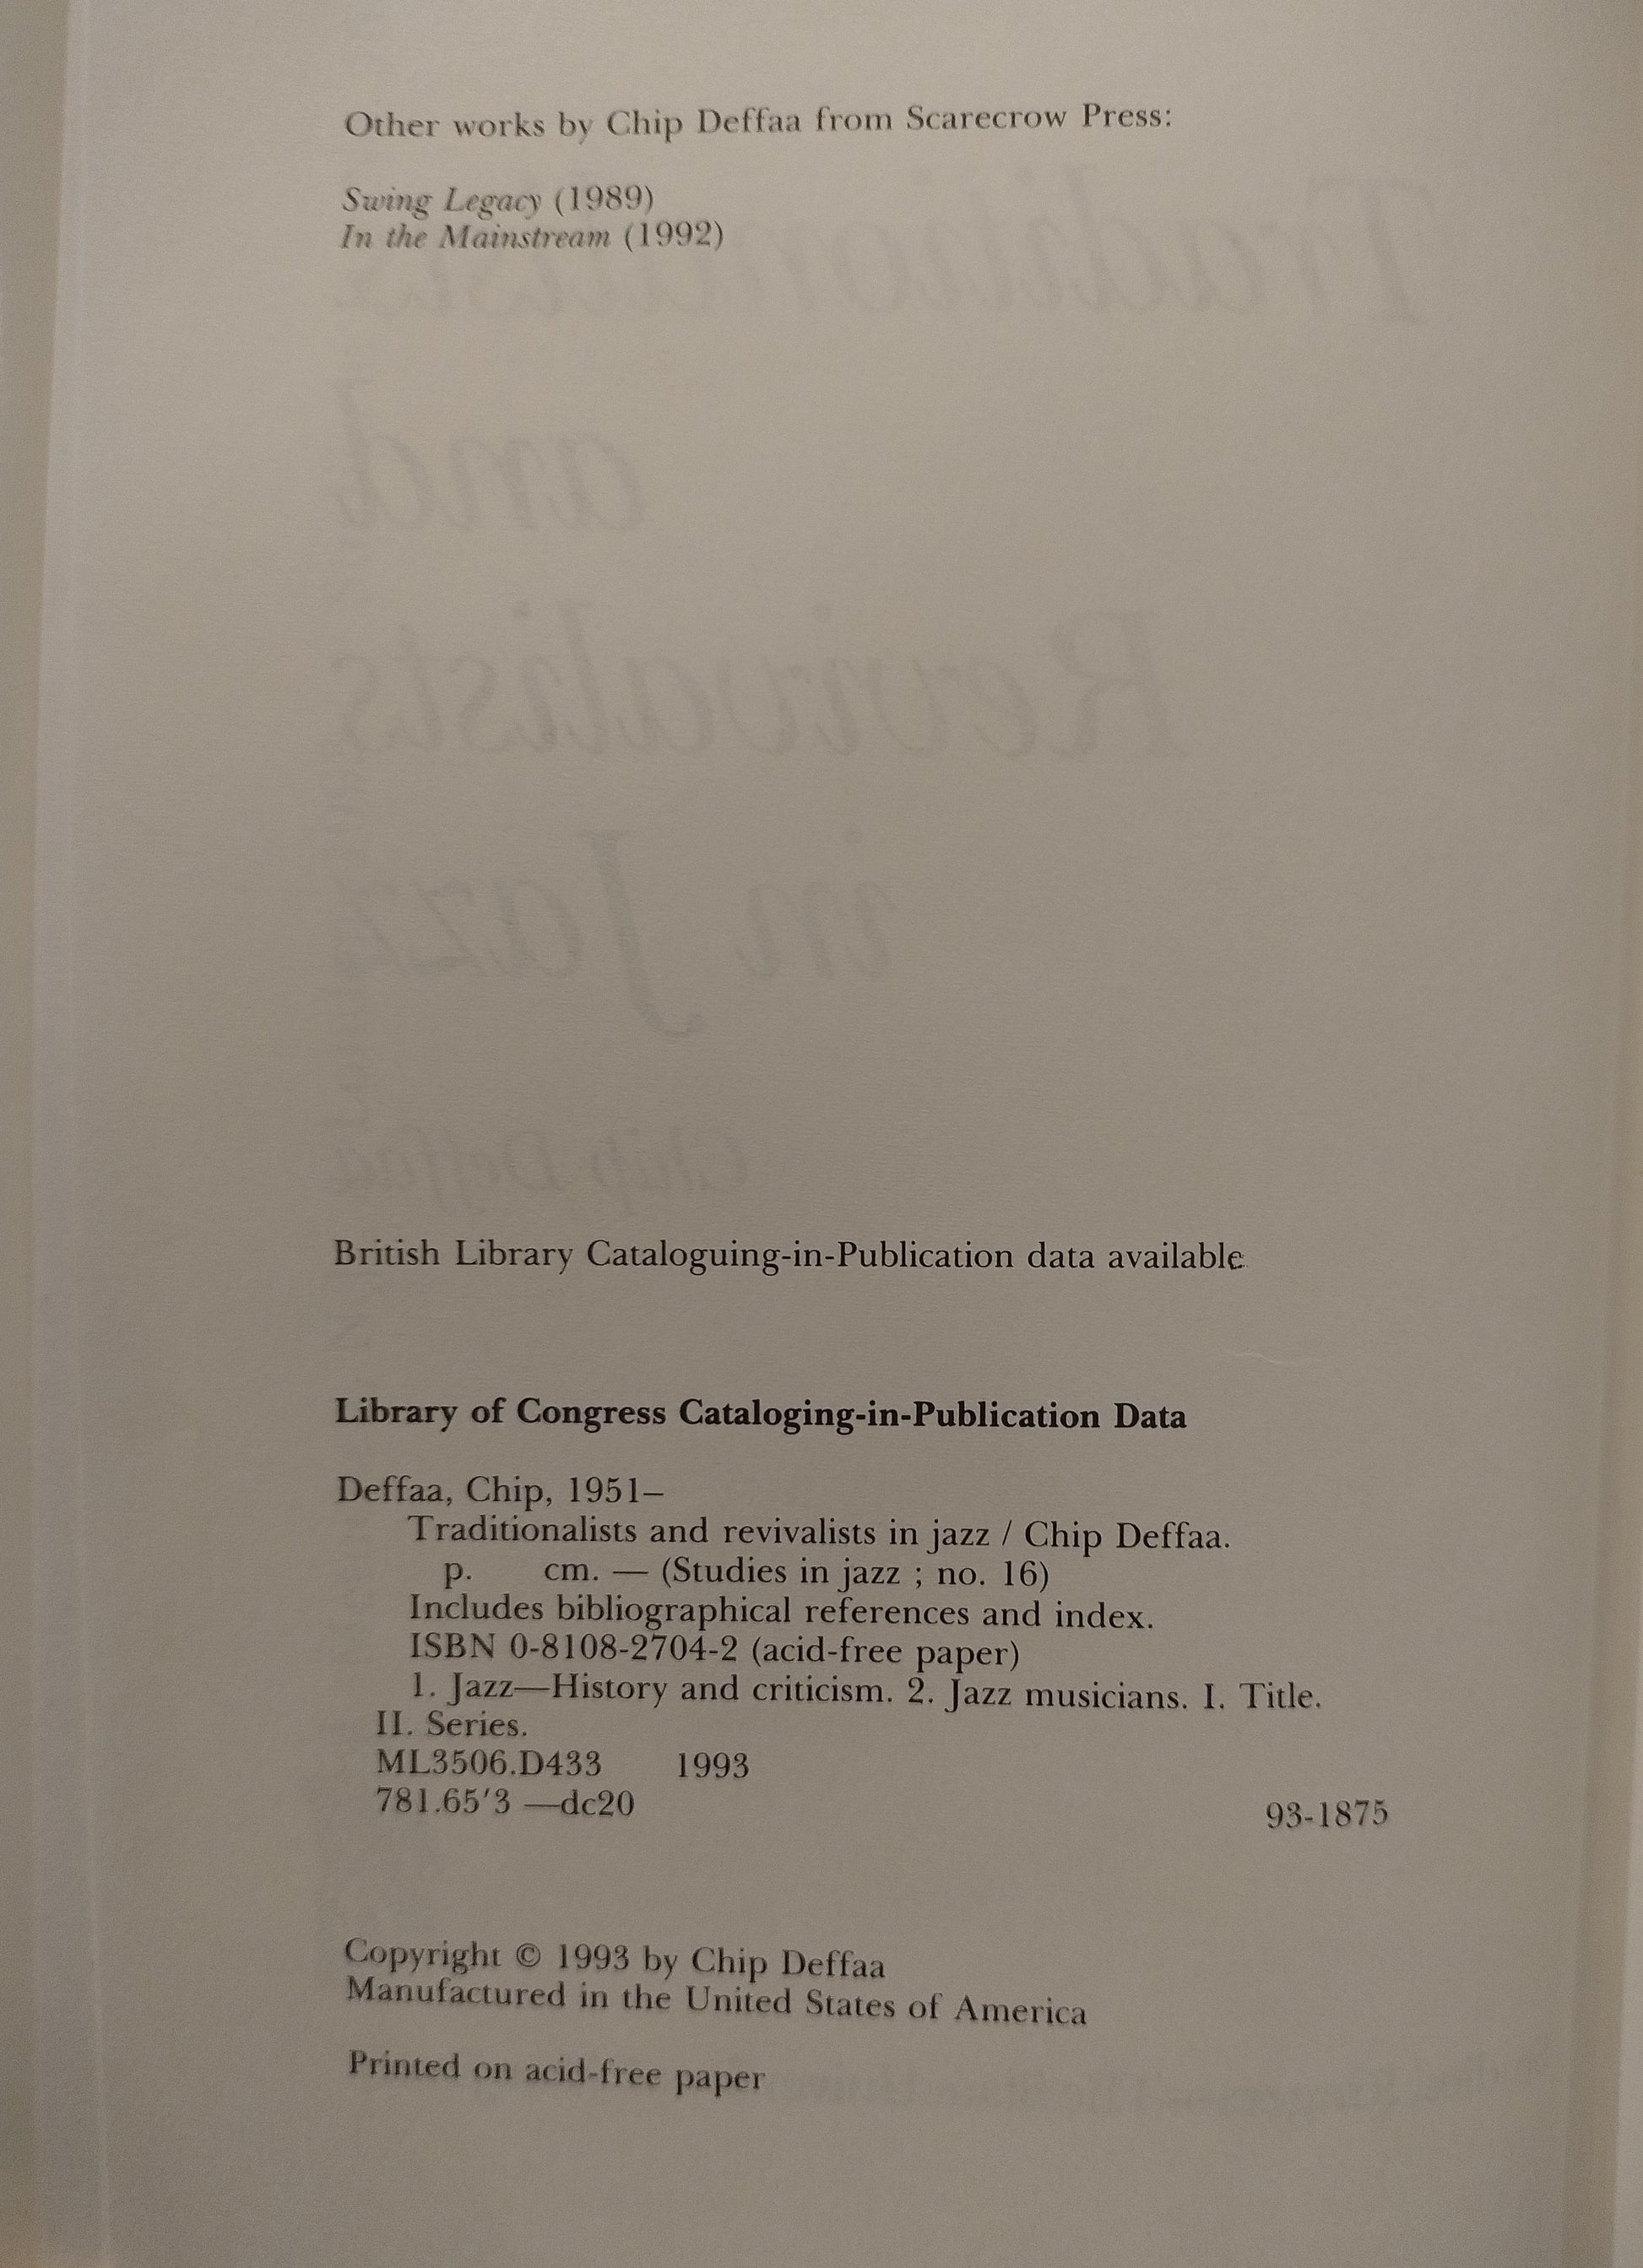 Other works by Chip Deffaa from Scarecrow Press:
Swing Legacy (1989)
In the Mainstream (1992)
British Library Cataloguing-in-Publication data available
Library of Congress Cataloging-in-Publication Data
Deffaa, Chip, 1951–
Traditionalists and revivalists in jazz / Chip Deffaa.
p. cm. — (Studies in jazz ; no. 16)
Includes bibliographical references and index.
ISBN 0-8108-2704-2 (acid-free paper)
1. Jazz—History and criticism. 2. Jazz musicians. I. Title.
II. Series.
ML3506.D433 1993
781.65′3 —dc20 93-1875
Copyright © 1993 by Chip Deffaa
Manufactured in the United States of America
Printed on acid-free paper